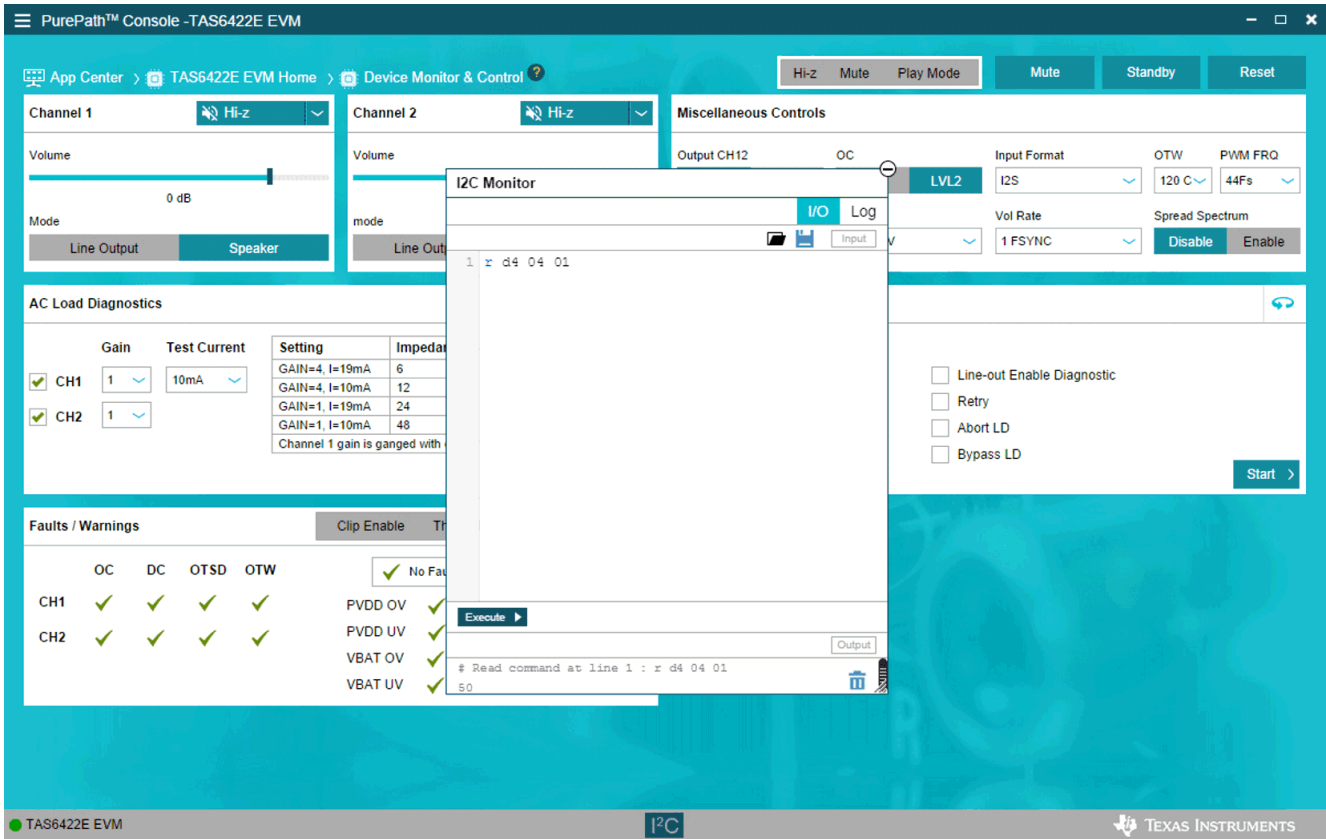 PurePath™ Console -TAS6422E EVM
App Center > TAS6422E EVM Home > Device Monitor & Control ?
Hi-z Mute Play Mode
Mute
Standby
Reset
Channel 1
Hi-z
Channel 2
Hi-z
Miscellaneous Controls
Volume
0 dB
Mode
Line Output
Speaker
Volume
mode
Output CH12
OC
LVL2
Input Format
I2S
OTW
120 C
PWM FRQ
44Fs
V
Vol Rate
1 FSYNC
Spread Spectrum
Disable
Enable
I2C Monitor
I/O
Log
Input
1 r d4 04 01
Execute
Output
# Read command at line 1 : r d4 04 01
50
AC Load Diagnostics
Gain
Test Current
CH1
1
10mA
CH2
1
Setting
GAIN=4, I=19mA 6
GAIN=4, I=10mA 12
GAIN=1, I=19mA 24
GAIN=1, I=10mA 48
Channel 1 gain is ganged with
Line-out Enable Diagnostic
Retry
Abort LD
Bypass LD
Start >
Faults / Warnings
Clip Enable
OC DC OTSD OTW
CH1
CH2
No
PVDD OV
PVDD UV
VBAT OV
VBAT UV
TAS6422E EVM
I²C
TEXAS INSTRUMENTS